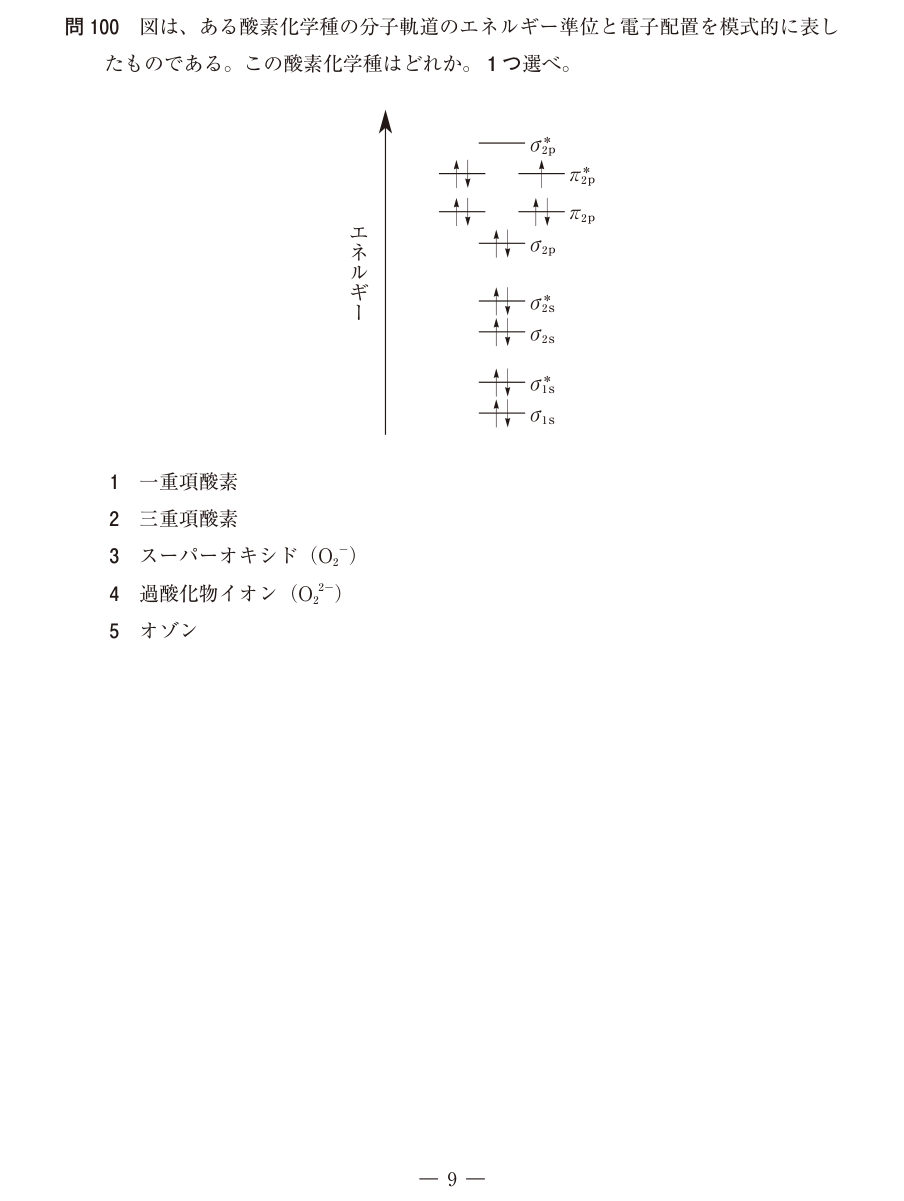 問 100　図は、ある酸素化学種の分子軌道のエネルギー準位と電子配置を模式的に表し
たものである。この酸素化学種はどれか。1つ選べ。
エネルギー
σ*2p
π*2p
π2p
σ2p
σ*2s
σ2s
σ*1s
σ1s
1　一重項酸素
2　三重項酸素
3　スーパーオキシド（O2−）
4　過酸化物イオン（O2 2−）
5　オゾン
— 9 —